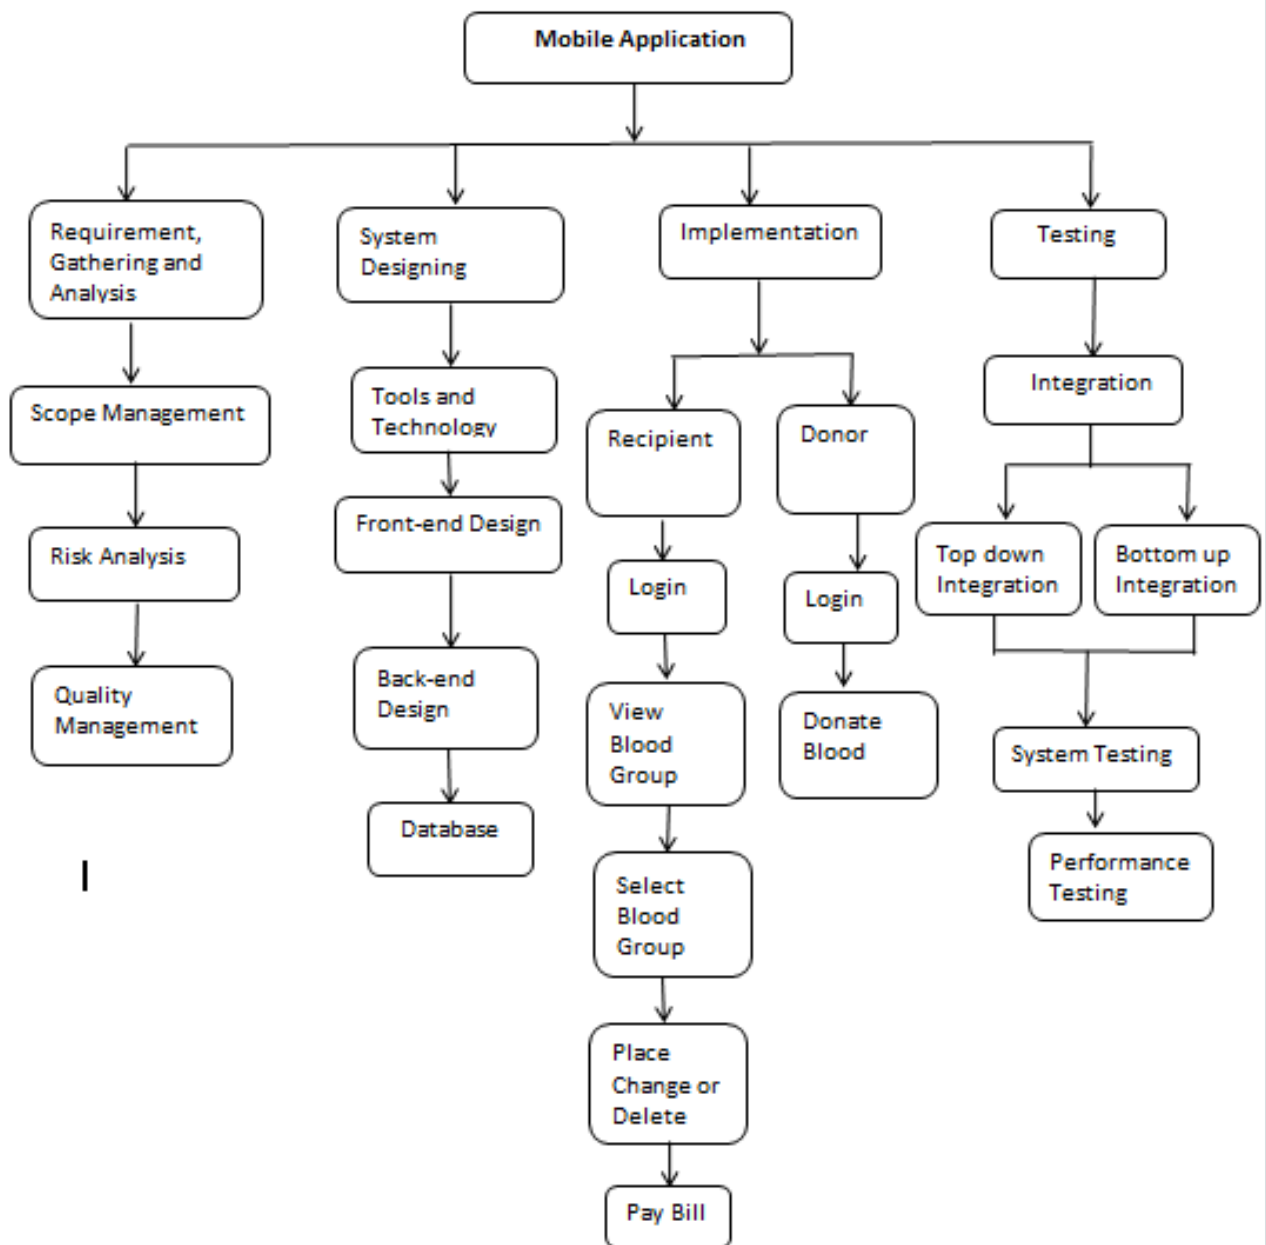 Mobile Application
Requirement,
Gathering and
Analysis
System
Designing
Implementation
Testing
Scope Management
Tools and
Technology
Recipient
Donor
Integration
Risk Analysis
Front-end Design
Login
Login
Top down
Integration
Bottom up
Integration
Quality
Management
Back-end
Design
View
Blood
Group
Donate
Blood
System Testing
Database
Select
Blood
Group
Performance
Testing
Place
Change or
Delete
Pay Bill